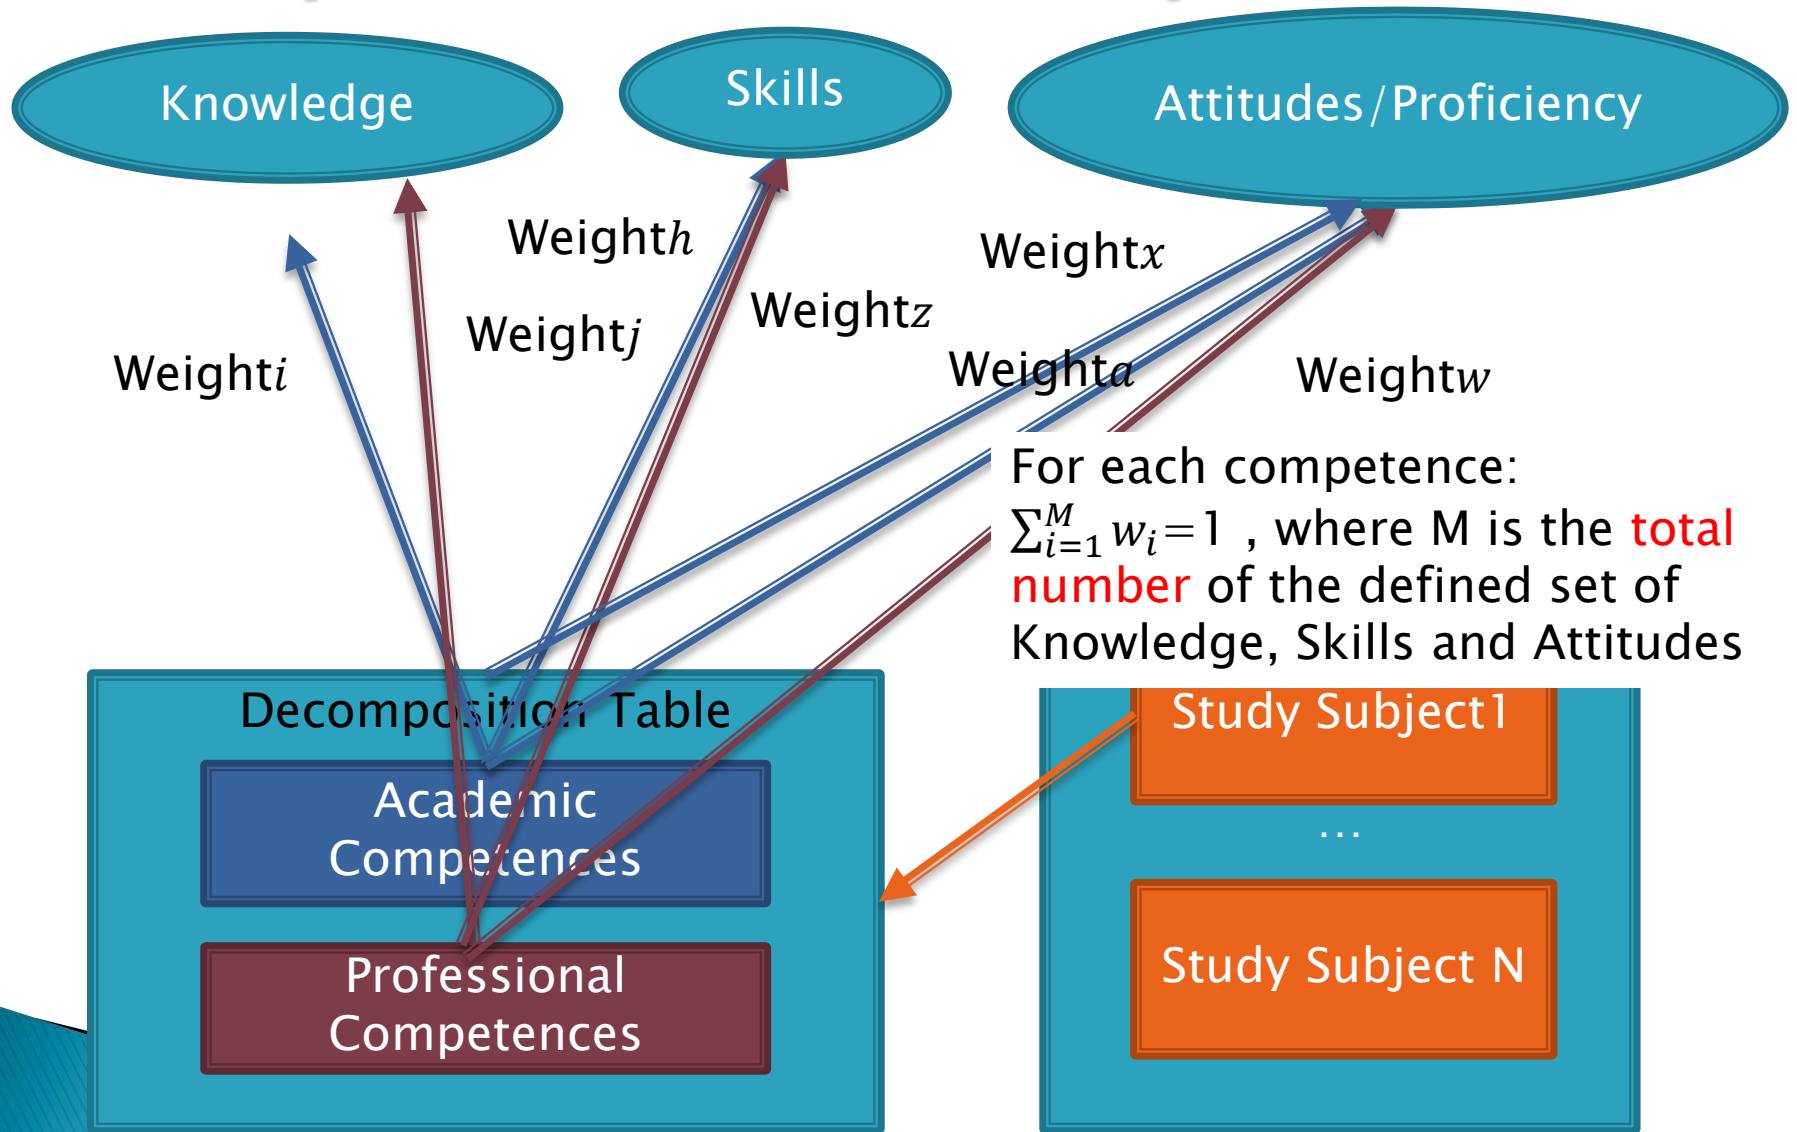 Knowledge
Skills
Attitudes/Proficiency
Weighth
Weightx
Weightz
Weightj
Weighti
Weighta
Weightw
For each competence:
∑_{i=1}^{M} w_i=1 , where M is the total
number of the defined set of
Knowledge, Skills and Attitudes
Decomposition Table
Study Subject1
Academic
Competences
...
Study Subject N
Professional
Competences